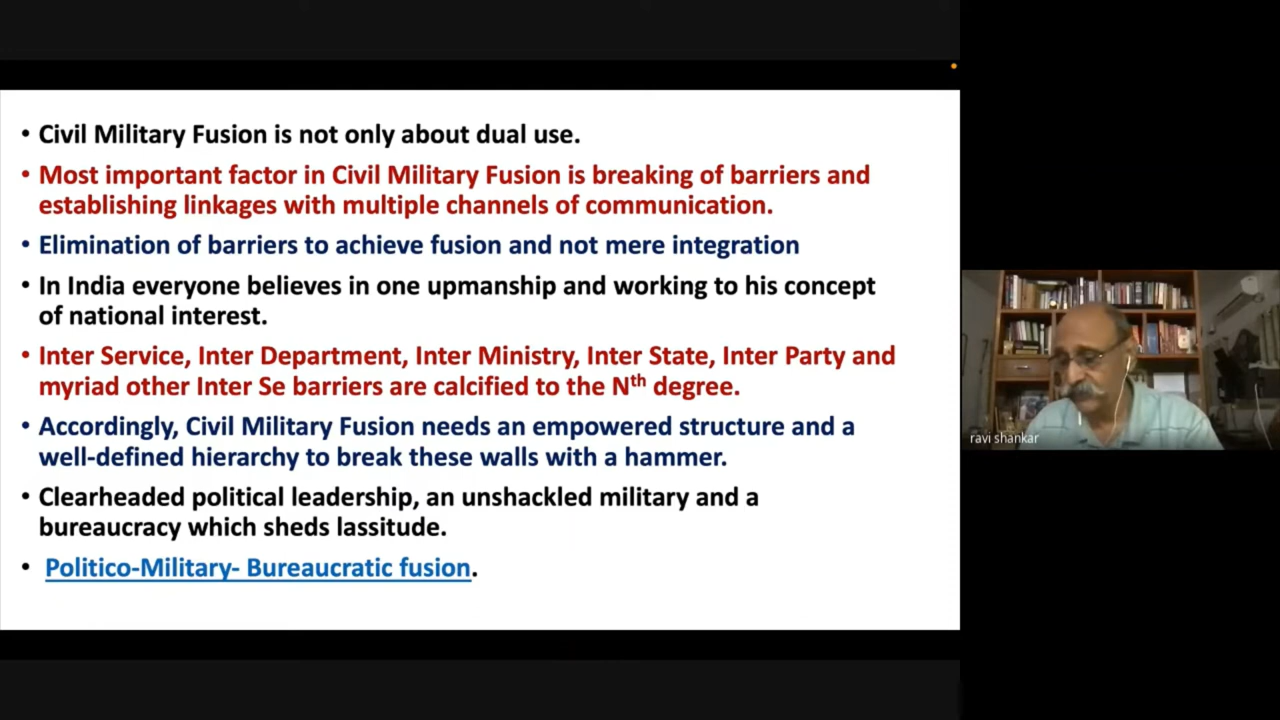 • Civil Military Fusion is not only about dual use.
• Most important factor in Civil Military Fusion is breaking of barriers and
establishing linkages with multiple channels of communication.
• Elimination of barriers to achieve fusion and not mere integration
• In India everyone believes in one upmanship and working to his concept
of national interest.
• Inter Service, Inter Department, Inter Ministry, Inter State, Inter Party and
myriad other Inter Se barriers are calcified to the Nth degree.
• Accordingly, Civil Military Fusion needs an empowered structure and a
well-defined hierarchy to break these walls with a hammer.
• Clearheaded political leadership, an unshackled military and a
bureaucracy which sheds lassitude.
• Politico-Military- Bureaucratic fusion.
ravi shankar